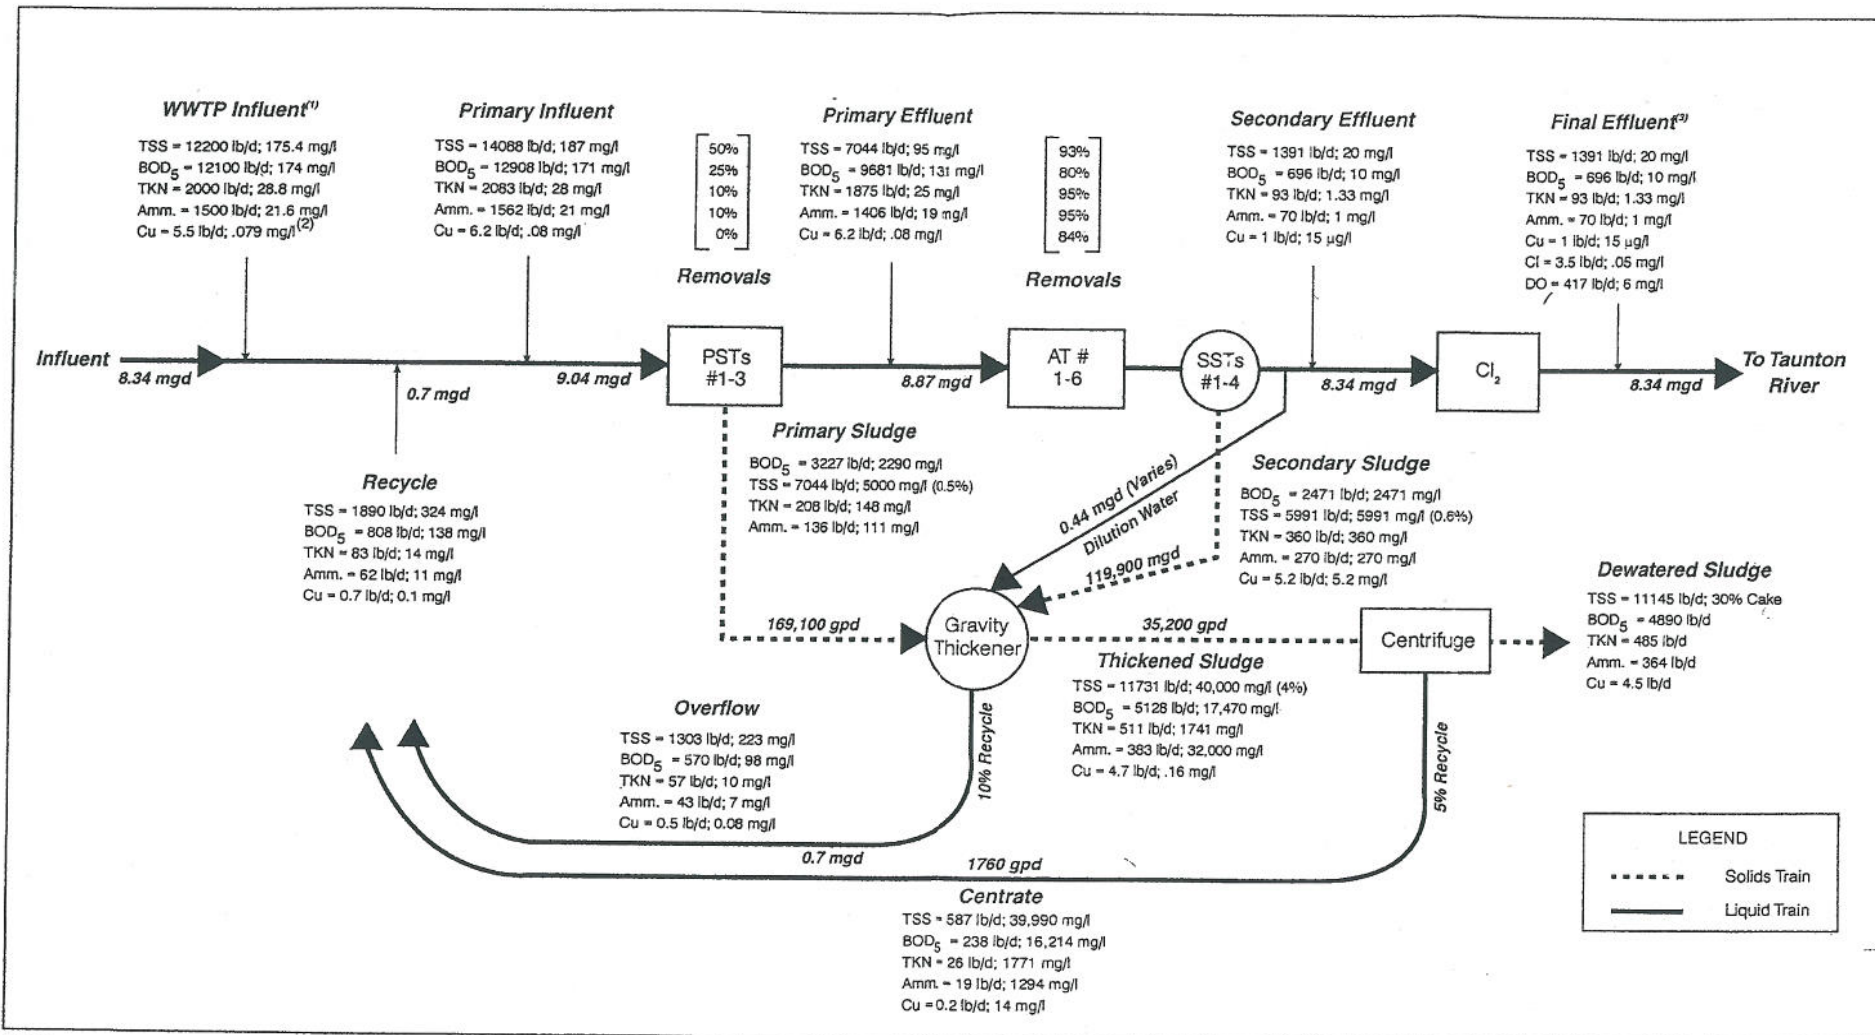 WWTP Influent(1)
TSS = 12200 lb/d; 175.4 mg/l
BOD5 = 12100 lb/d; 174 mg/l
TKN = 2000 lb/d; 28.8 mg/l
Amm. = 1500 lb/d; 21.6 mg/l
Cu = 5.5 lb/d; .079 mg/l(2)
Primary Influent
TSS = 14088 lb/d; 187 mg/l
BOD5 = 12908 lb/d; 171 mg/l
TKN = 2083 lb/d; 28 mg/l
Amm. = 1562 lb/d; 21 mg/l
Cu = 6.2 lb/d; .08 mg/l
50%
25%
10%
10%
0%
Removals
Primary Effluent
TSS = 7044 lb/d; 95 mg/l
BOD5 = 9681 lb/d; 131 mg/l
TKN = 1875 lb/d; 25 mg/l
Amm. = 1406 lb/d; 19 mg/l
Cu = 6.2 lb/d; .08 mg/l
93%
80%
95%
95%
84%
Removals
Secondary Effluent
TSS = 1391 lb/d; 20 mg/l
BOD5 = 696 lb/d; 10 mg/l
TKN = 93 lb/d; 1.33 mg/l
Amm. = 70 lb/d; 1 mg/l
Cu = 1 lb/d; 15 µg/l
Final Effluent(3)
TSS = 1391 lb/d; 20 mg/l
BOD5 = 696 lb/d; 10 mg/l
TKN = 93 lb/d; 1.33 mg/l
Amm. = 70 lb/d; 1 mg/l
Cu = 1 lb/d; 15 µg/l
Cl = 3.5 lb/d; .05 mg/l
DO = 417 lb/d; 6 mg/l
Influent
8.34 mgd
0.7 mgd
9.04 mgd
PSTs
#1-3
8.87 mgd
AT #
1-6
SSTs
#1-4
8.34 mgd
Cl2
8.34 mgd
To Taunton
River
Recycle
TSS = 1890 lb/d; 324 mg/l
BOD5 = 808 lb/d; 138 mg/l
TKN = 83 lb/d; 14 mg/l
Amm. = 62 lb/d; 11 mg/l
Cu = 0.7 lb/d; 0.1 mg/l
Primary Sludge
BOD5 = 3227 lb/d; 2290 mg/l
TSS = 7044 lb/d; 5000 mg/l (0.5%)
TKN = 208 lb/d; 148 mg/l
Amm. = 136 lb/d; 111 mg/l
0.44 mgd (Varies)
Dilution Water
119,900 mgd
Secondary Sludge
BOD5 = 2471 lb/d; 2471 mg/l
TSS = 5991 lb/d; 5991 mg/l (0.6%)
TKN = 360 lb/d; 360 mg/l
Amm. = 270 lb/d; 270 mg/l
Cu = 5.2 lb/d; 5.2 mg/l
Dewatered Sludge
TSS = 11145 lb/d; 30% Cake
BOD5 = 4890 lb/d
TKN = 485 lb/d
Amm. = 364 lb/d
Cu = 4.5 lb/d
169,100 gpd
Gravity
Thickener
35,200 gpd
Centrifuge
Thickened Sludge
TSS = 11731 lb/d; 40,000 mg/l (4%)
BOD5 = 5128 lb/d; 17,470 mg/l
TKN = 511 lb/d; 1741 mg/l
Amm. = 383 lb/d; 32,000 mg/l
Cu = 4.7 lb/d; .16 mg/l
Overflow
TSS = 1303 lb/d; 223 mg/l
BOD5 = 570 lb/d; 98 mg/l
TKN = 57 lb/d; 10 mg/l
Amm. = 43 lb/d; 7 mg/l
Cu = 0.5 lb/d; 0.08 mg/l
10% Recycle
5% Recycle
0.7 mgd
1760 gpd
Centrate
TSS = 587 lb/d; 39,990 mg/l
BOD5 = 238 lb/d; 16,214 mg/l
TKN = 26 lb/d; 1771 mg/l
Amm. = 19 lb/d; 1294 mg/l
Cu = 0.2 lb/d; 14 mg/l
LEGEND
Solids Train
Liquid Train